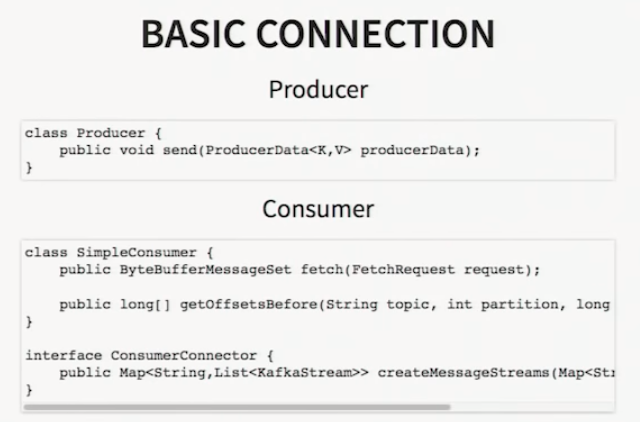 BASIC CONNECTION
Producer
class Producer {
    public void send(ProducerData<K,V> producerData);
}
Consumer
class SimpleConsumer {
    public ByteBufferMessageSet fetch(FetchRequest request);
    public long[] getOffsetsBefore(String topic, int partition, long
}
interface ConsumerConnector {
    public Map<String,List<KafkaStream>> createMessageStreams(Map<Str
}